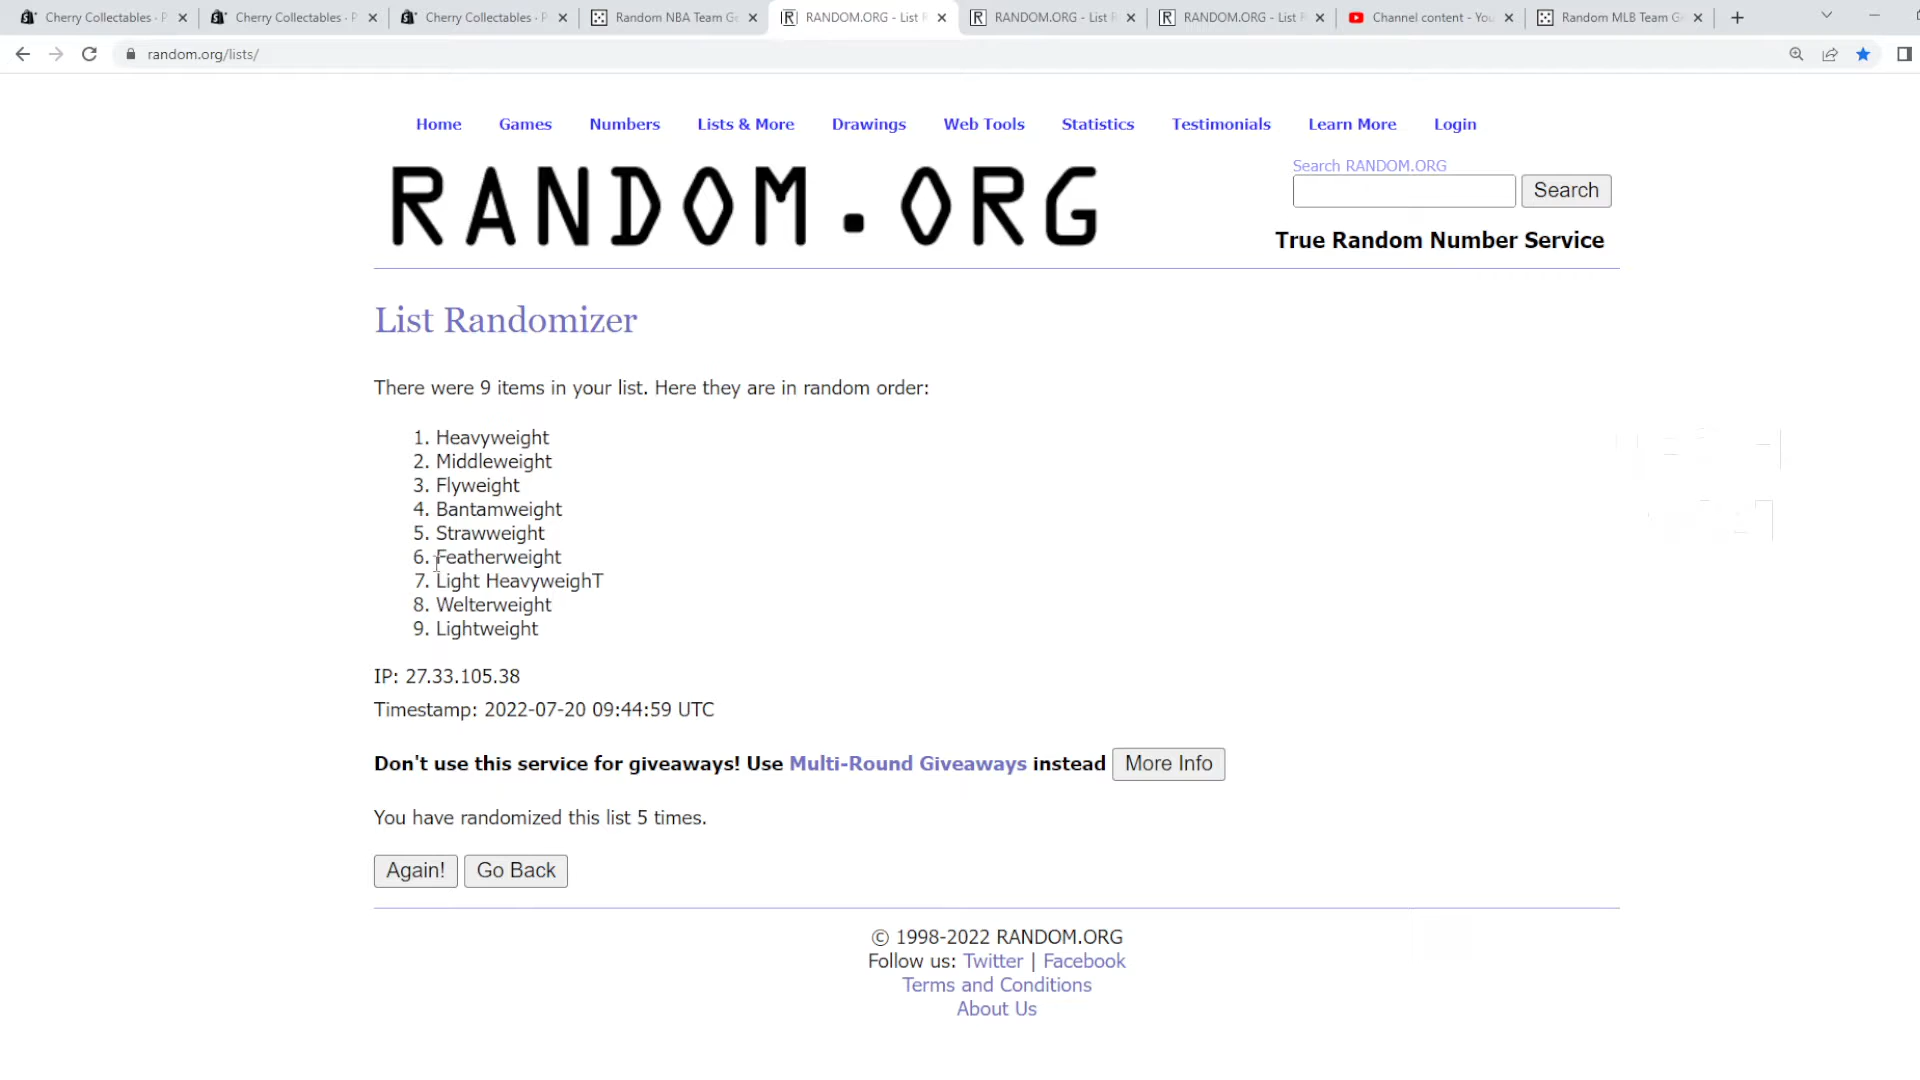 Cherry Collectables · P
Cherry Collectables · P
Cherry Collectables · P
Random NBA Team Ge
RANDOM.ORG - List R
RANDOM.ORG - List R
RANDOM.ORG - List R
Channel content - You
Random MLB Team Ge
random.org/lists/
Home Games Numbers Lists & More Drawings Web Tools Statistics Testimonials Learn More Login
RANDOM.ORG
Search RANDOM.ORG
Search
True Random Number Service
List Randomizer
There were 9 items in your list. Here they are in random order:
1. Heavyweight
2. Middleweight
3. Flyweight
4. Bantamweight
5. Strawweight
6. Featherweight
7. Light HeavyweighT
8. Welterweight
9. Lightweight
IP: 27.33.105.38
Timestamp: 2022-07-20 09:44:59 UTC
Don't use this service for giveaways! Use Multi-Round Giveaways instead More Info
You have randomized this list 5 times.
Again! Go Back
© 1998-2022 RANDOM.ORG
Follow us: Twitter | Facebook
Terms and Conditions
About Us